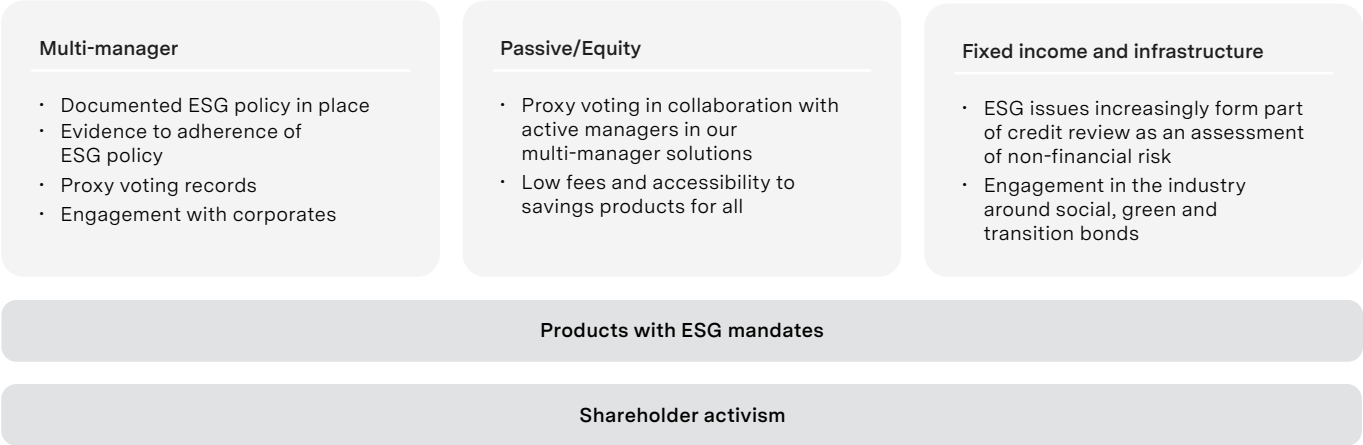 Multi-manager
• Documented ESG policy in place
• Evidence to adherence of
ESG policy
• Proxy voting records
• Engagement with corporates
Passive/Equity
• Proxy voting in collaboration with
active managers in our
multi-manager solutions
• Low fees and accessibility to
savings products for all
Fixed income and infrastructure
• ESG issues increasingly form part
of credit review as an assessment
of non-financial risk
• Engagement in the industry
around social, green and
transition bonds
Products with ESG mandates
Shareholder activism